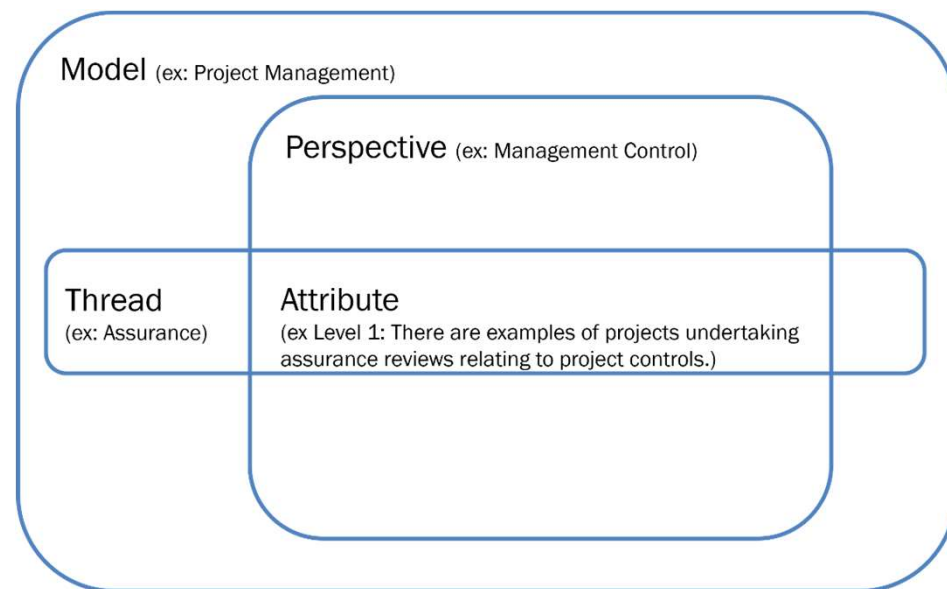 Model (ex: Project Management)
Perspective (ex: Management Control)
Thread
(ex: Assurance)
Attribute
(ex Level 1: There are examples of projects undertaking
assurance reviews relating to project controls.)